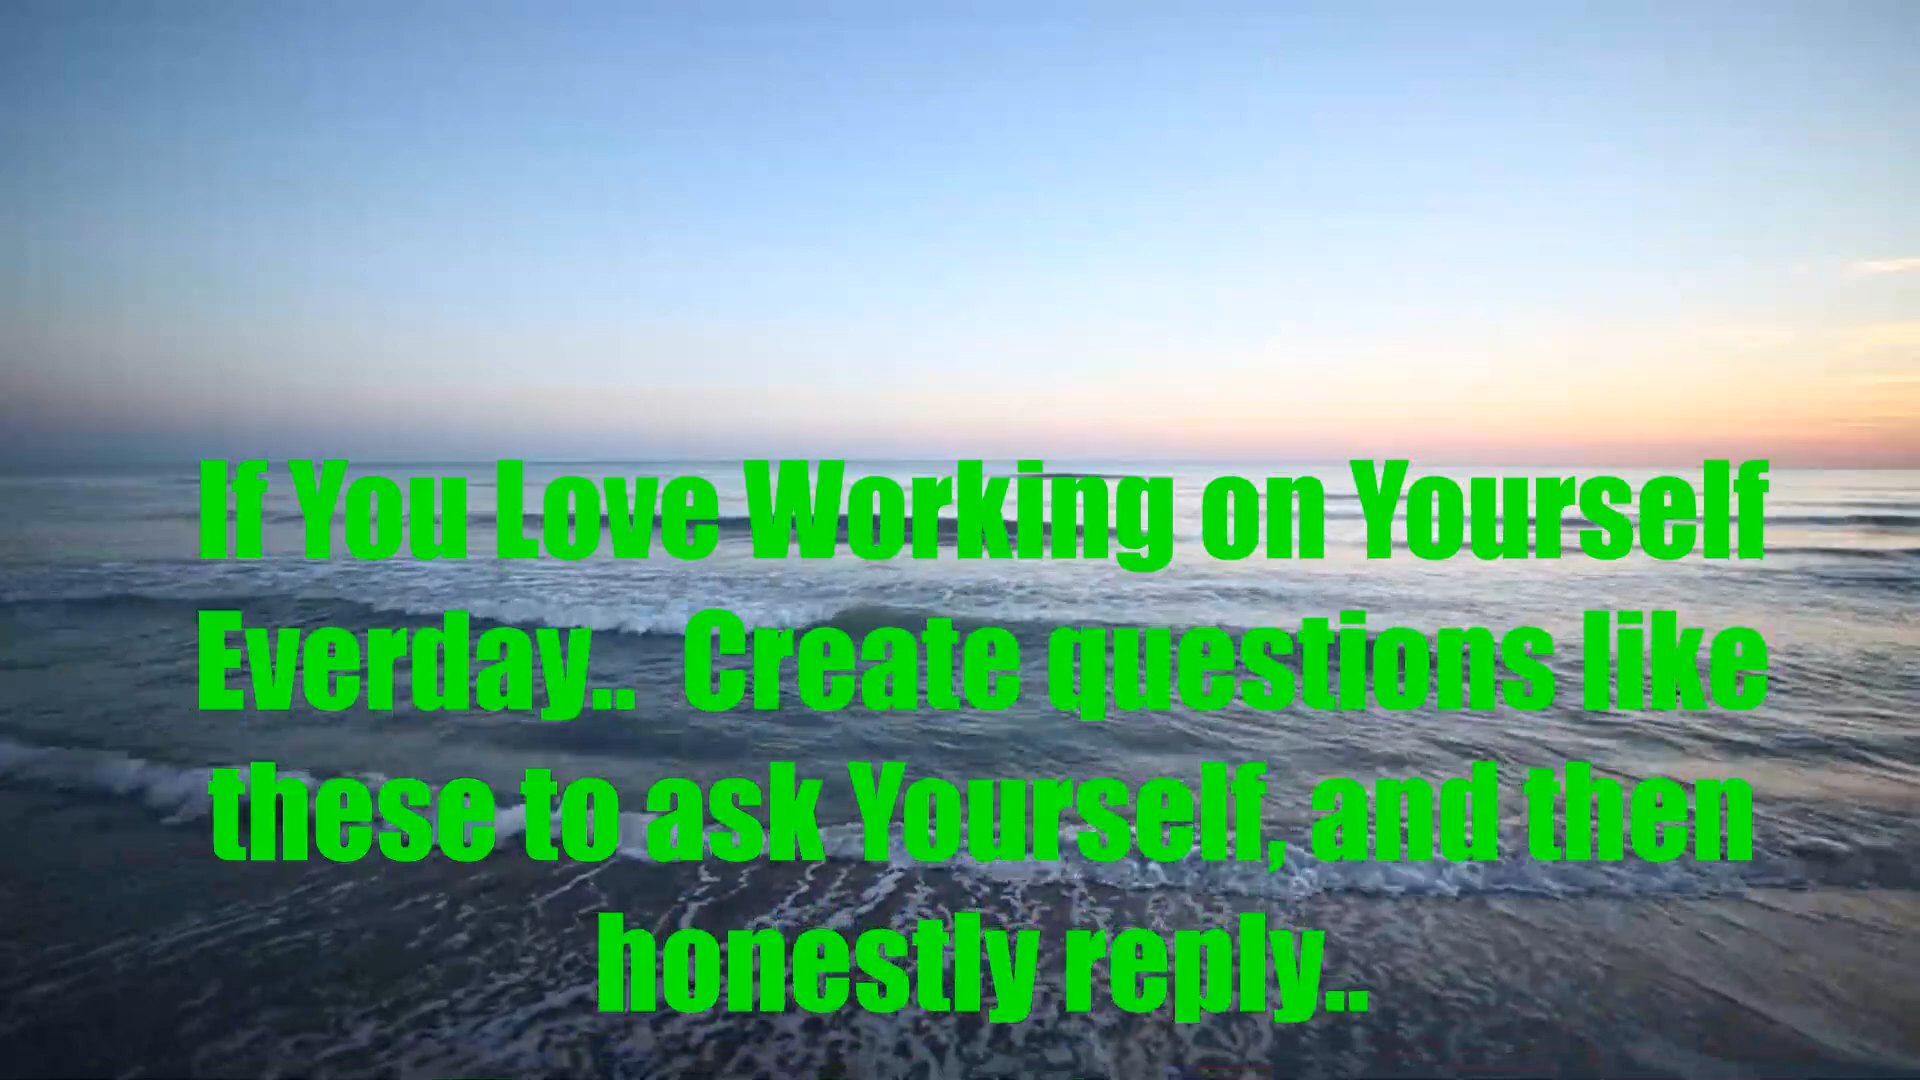 If You Love Working on Yourself
Everday..  Create questions like
these to ask Yourself, and then
honestly reply..